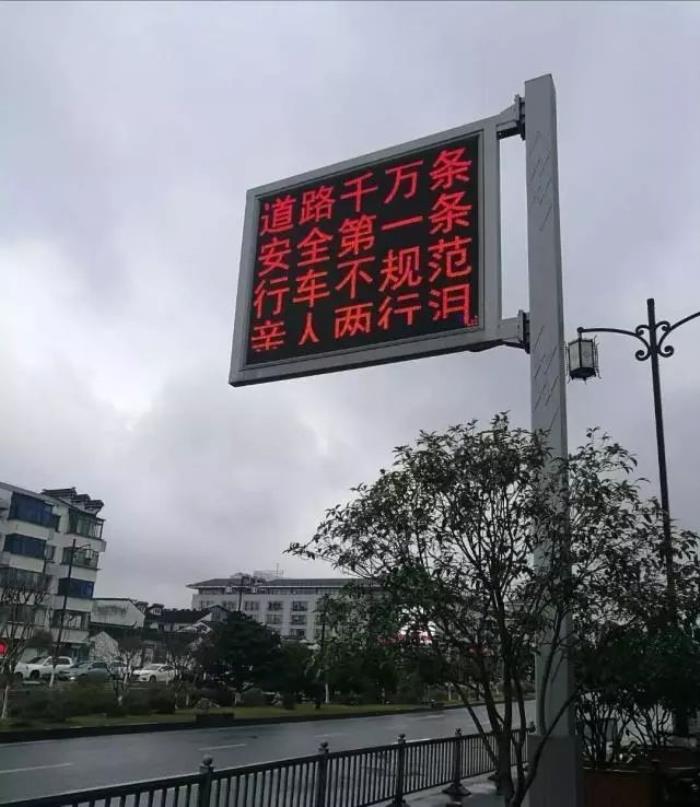 道路千万条
安全第一条
行车不规范
亲人两行泪